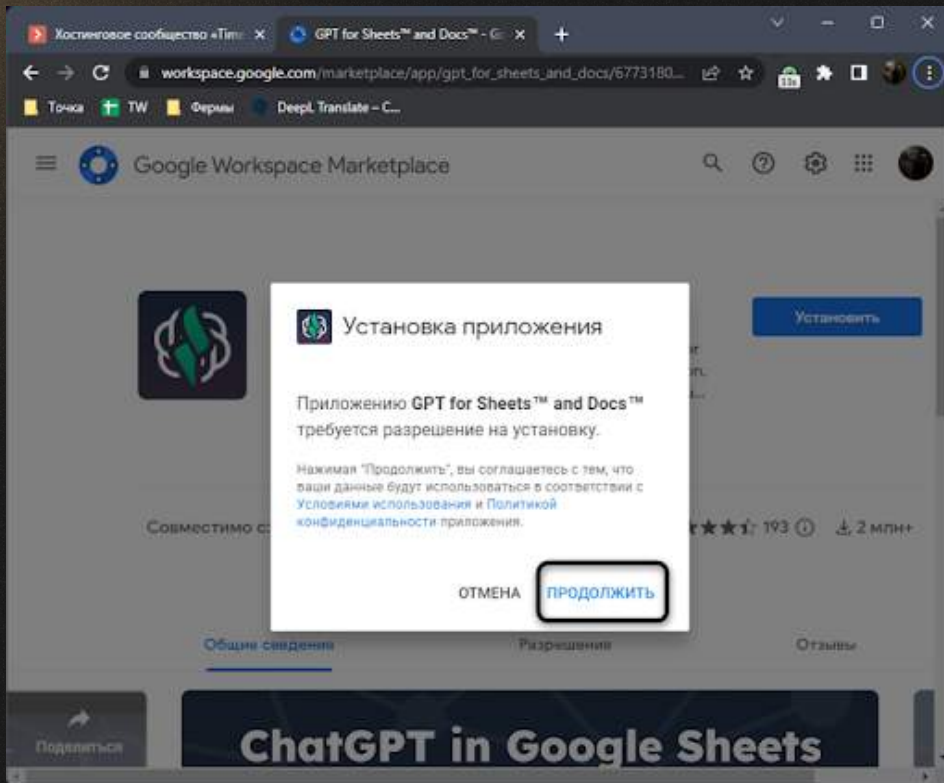 Хостинговое сообщество «Tim
GPT for Sheets™ and Docs™ - G
workspace.google.com/marketplace/app/gpt_for_sheets_and_docs/6773180...
Точка
TW
Фермы
DeepL Translate – C...
Google Workspace Marketplace
Установка приложения
Установить
Приложению GPT for Sheets™ and Docs™
требуется разрешение на установку.
Нажимая "Продолжить", вы соглашаетесь с тем, что
ваши данные будут использоваться в соответствии с
Условиями использования и Политикой
конфиденциальности приложения.
Совместимо с
193
2 млн+
ОТМЕНА
ПРОДОЛЖИТЬ
Общие сведения
Разрешения
Отзывы
Поделиться
ChatGPT in Google Sheets